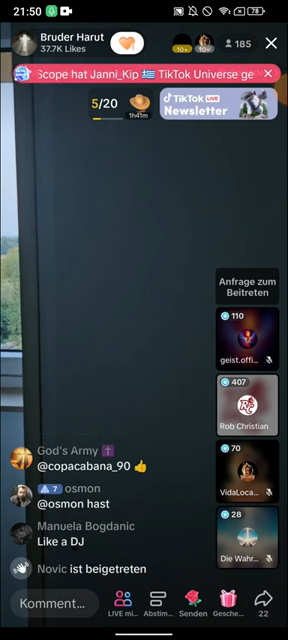 21:50
78
Bruder Harut
37.7K Likes
10+
10+
185
Scope hat Janni_Kip 🇬🇷 TikTok Universe ge
5/20
1h41m
TikTok LIVE
Newsletter
Anfrage zum
Beitreten
110
geist.offi...
407
Rob Christian
70
VidaLoca...
28
Die Wahr...
God's Army ✝️
@copacabana_90 👍
7 osmon
@osmon hast
Manuela Bogdanic
Like a DJ
Novic ist beigetreten
Komment...
LIVE mi...
Abstim...
Senden
Gesche...
22